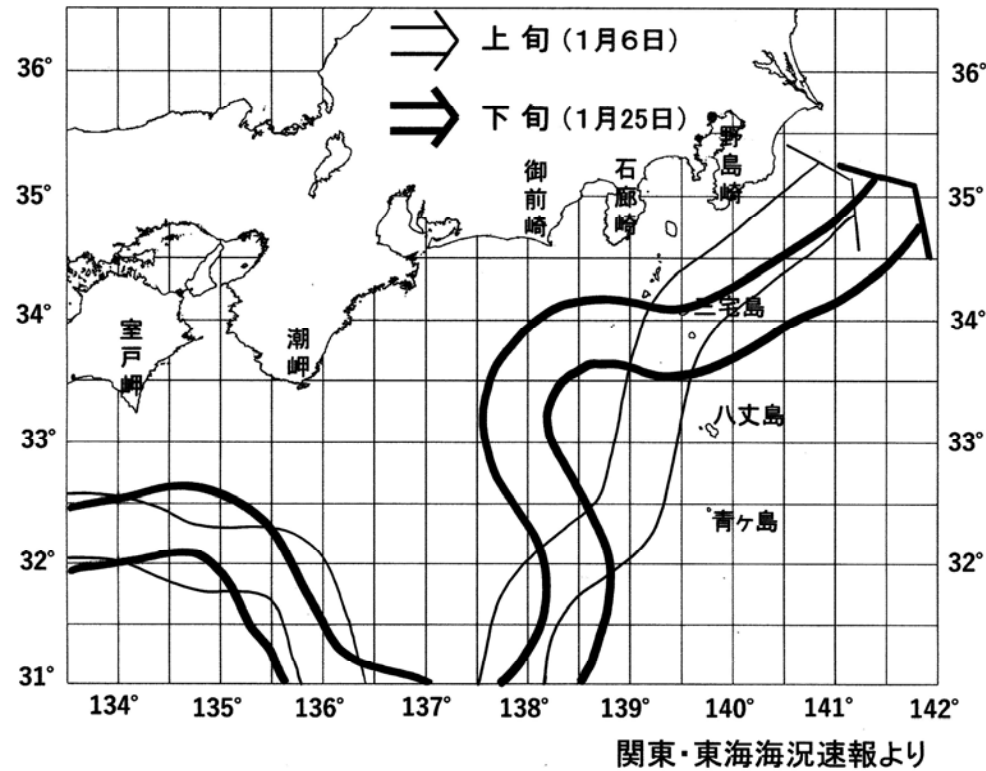 上 旬 (1月6日)
下 旬 (1月25日)
36°
36°
野島崎
石廊崎
御前崎
35°
35°
34°
34°
三宅島
室戸岬
潮岬
八丈島
33°
33°
青ヶ島
32°
32°
31°
31°
134°
135°
136°
137°
138°
139°
140°
141°
142°
関東・東海海況速報より